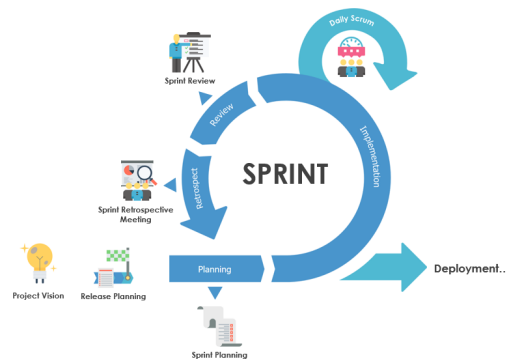 Daily Scrum
Sprint Review
Review
Implementation
SPRINT
Retrospect
Sprint Retrospective
Meeting
Planning
Deployment..
Project Vision
Release Planning
Sprint Planning